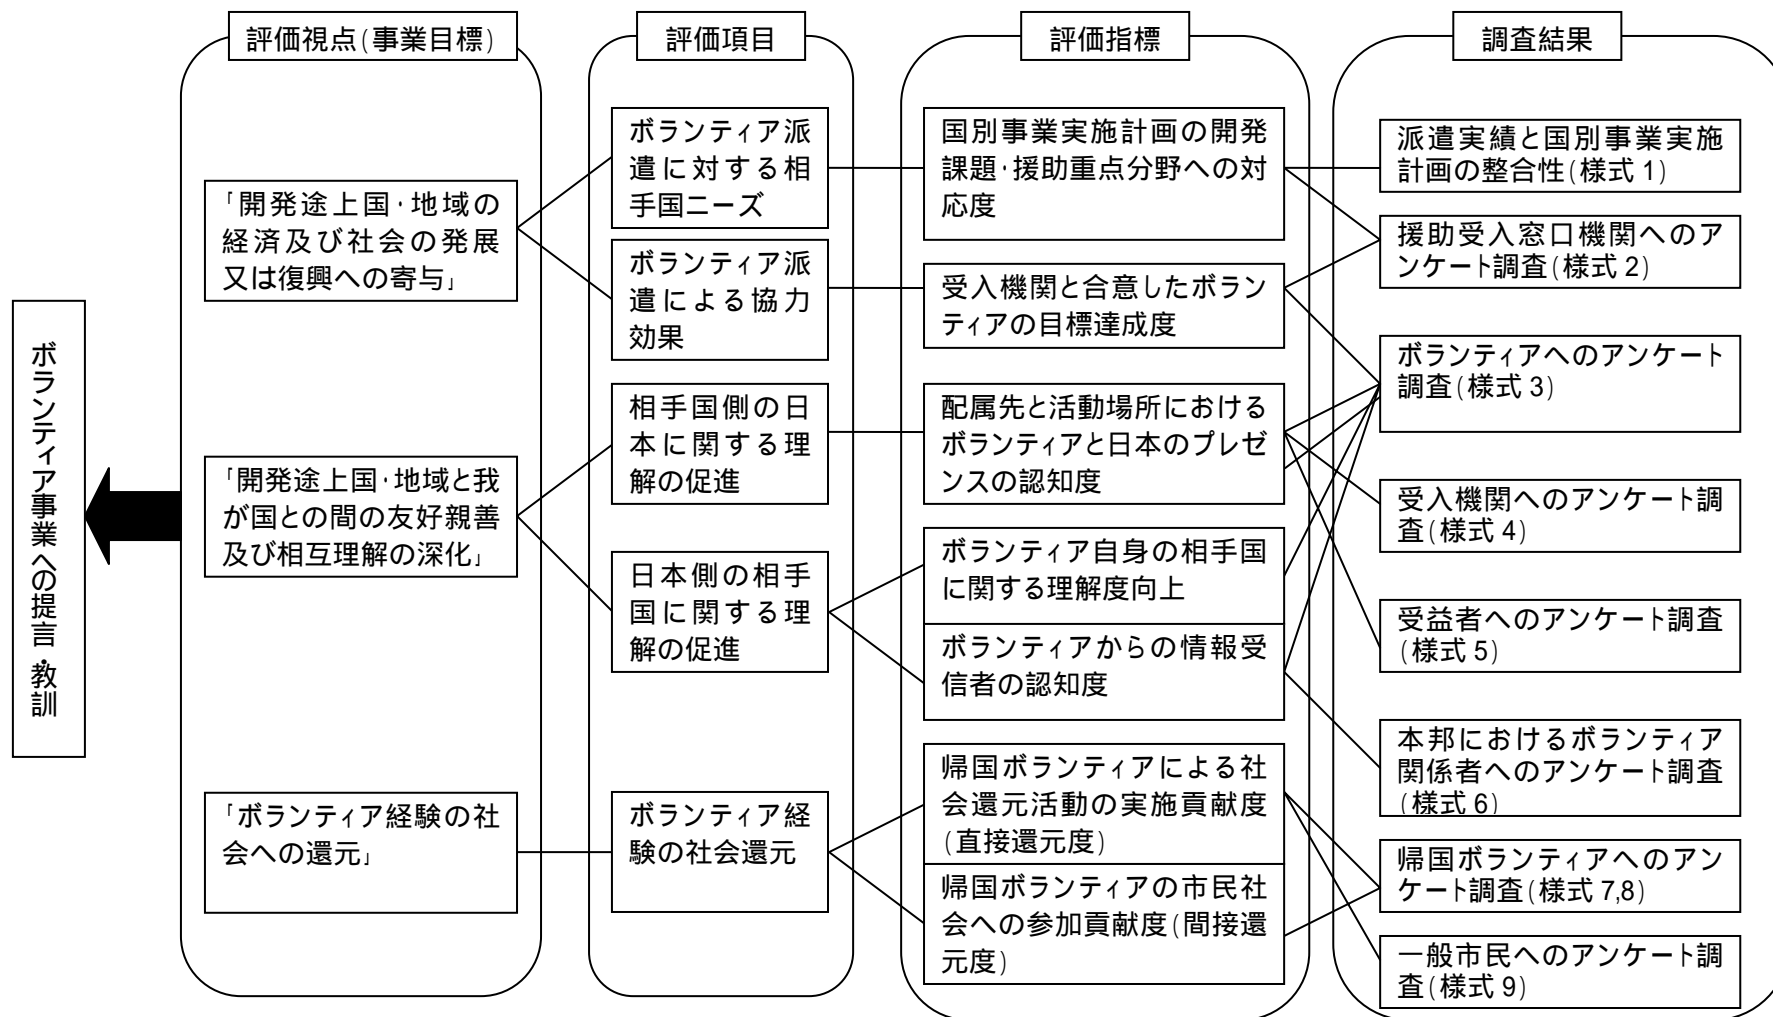 評価視点(事業目標)
評価項目
評価指標
調査結果
ボランティア事業への提言・教訓
「開発途上国・地域の
経済及び社会の発展
又は復興への寄与」
「開発途上国・地域と我
が国との間の友好親善
及び相互理解の深化」
「ボランティア経験の社
会への還元」
ボランティア派
遣に対する相
手国ニーズ
ボランティア派
遣による協力
効果
相手国側の日
本に関する理
解の促進
日本側の相手
国に関する理
解の促進
ボランティア経
験の社会還元
国別事業実施計画の開発
課題・援助重点分野への対
応度
受入機関と合意したボラン
ティアの目標達成度
配属先と活動場所における
ボランティアと日本のプレゼ
ンスの認知度
ボランティア自身の相手国
に関する理解度向上
ボランティアからの情報受
信者の認知度
帰国ボランティアによる社
会還元活動の実施貢献度
(直接還元度)
帰国ボランティアの市民社
会への参加貢献度(間接還
元度)
派遣実績と国別事業実施
計画の整合性(様式 1)
援助受入窓口機関へのア
ンケート調査(様式 2)
ボランティアへのアンケート
調査(様式 3)
受入機関へのアンケート調
査(様式 4)
受益者へのアンケート調査
(様式 5)
本邦におけるボランティア
関係者へのアンケート調査
(様式 6)
帰国ボランティアへのアン
ケート調査(様式 7,8)
一般市民へのアンケート調
査(様式 9)